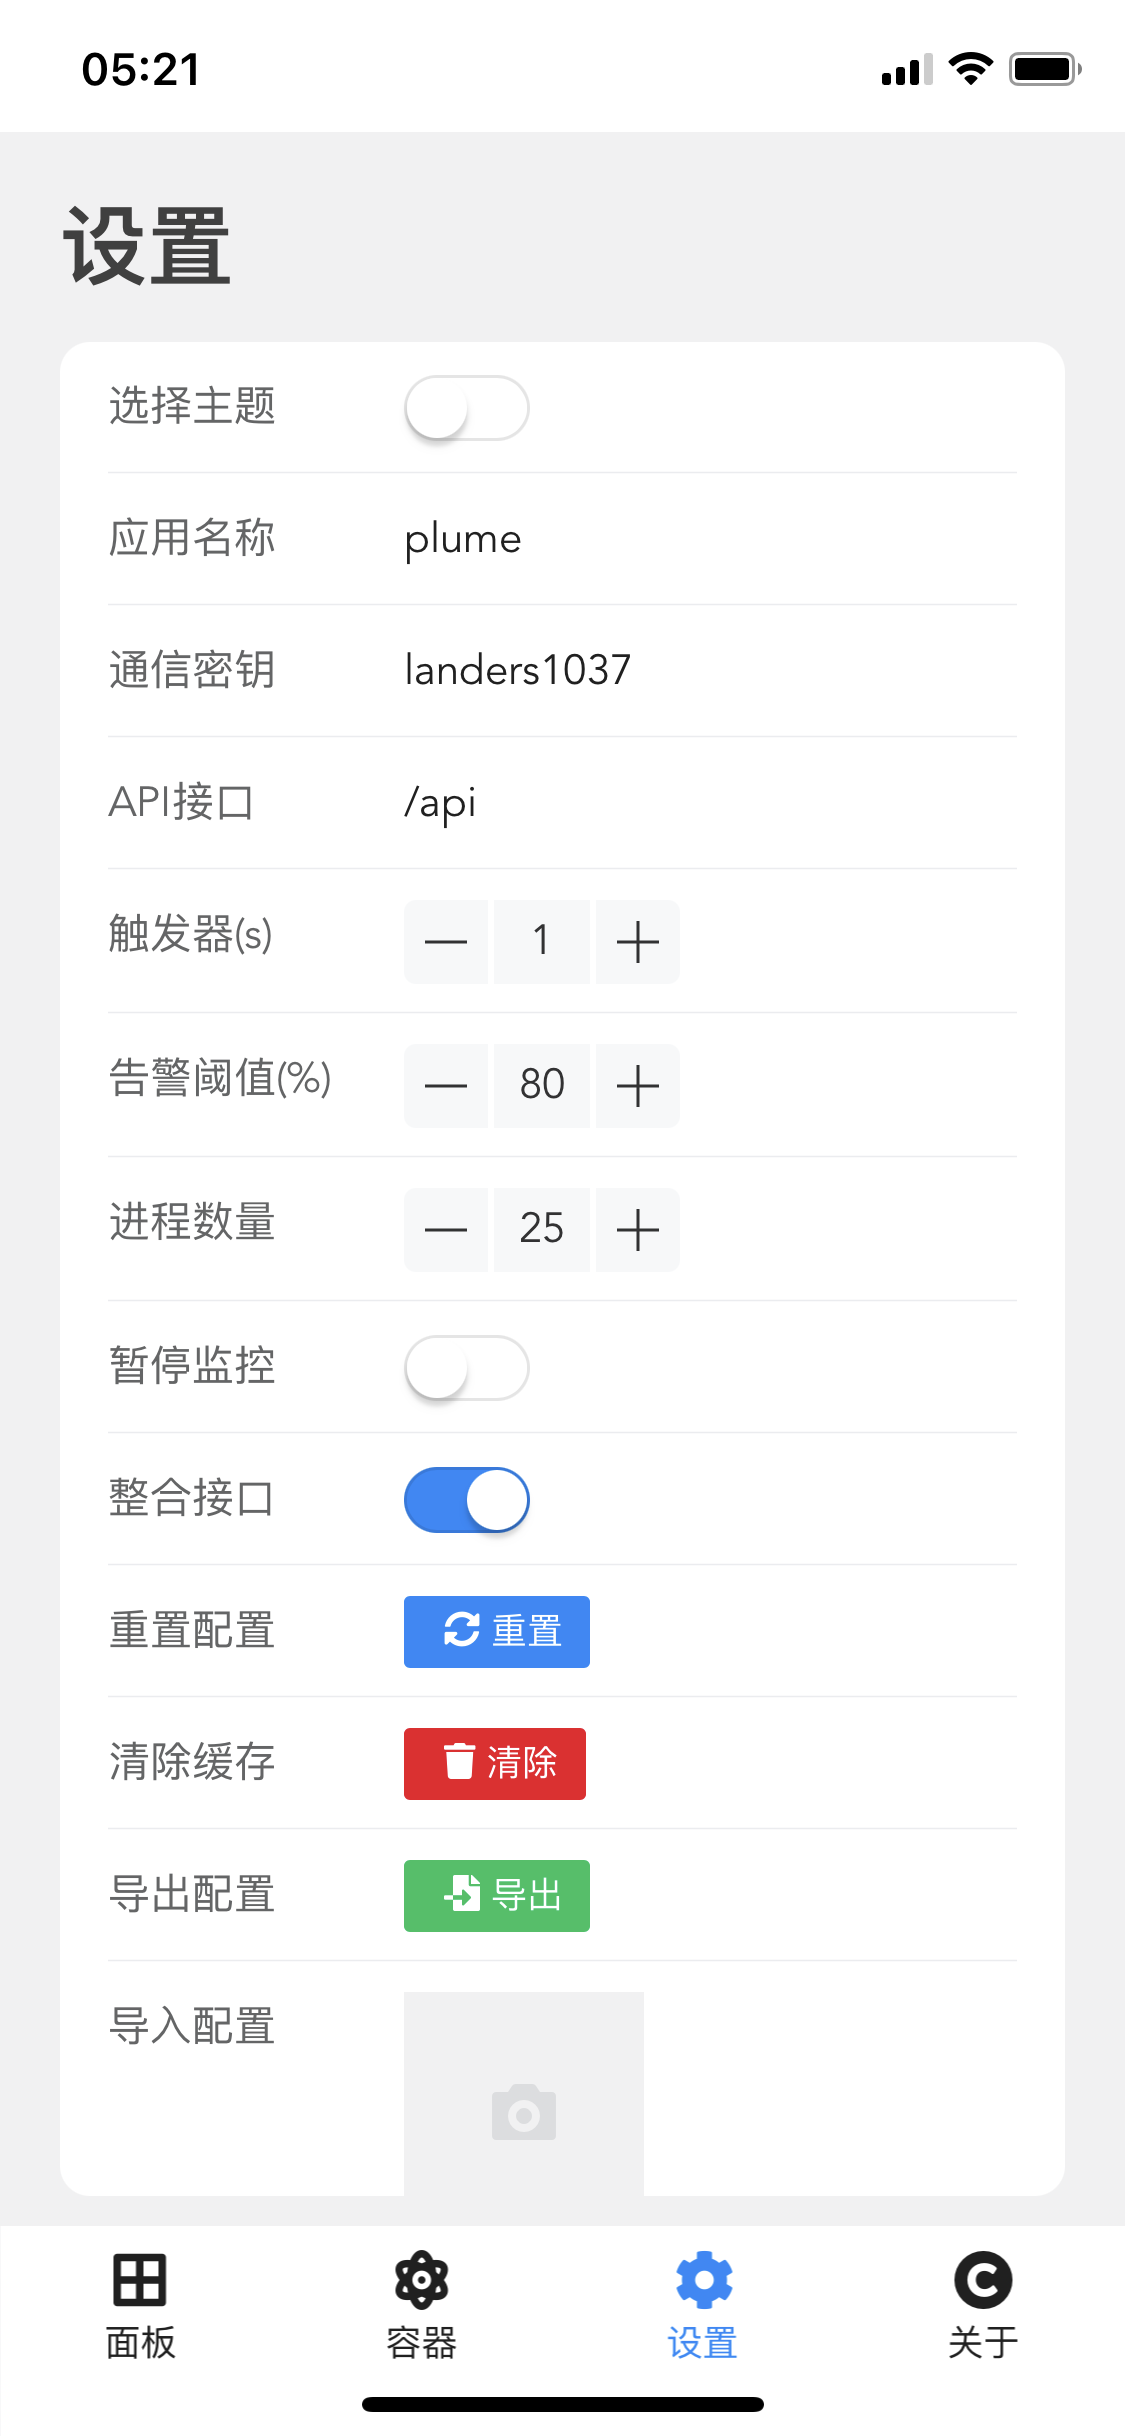 05:21
设置
选择主题
应用名称 plume
通信密钥 landers1037
API接口 /api
触发器(s) 1
告警阈值(%) 80
进程数量 25
暂停监控
整合接口
重置配置 重置
清除缓存 清除
导出配置 导出
导入配置
面板 容器 设置 关于